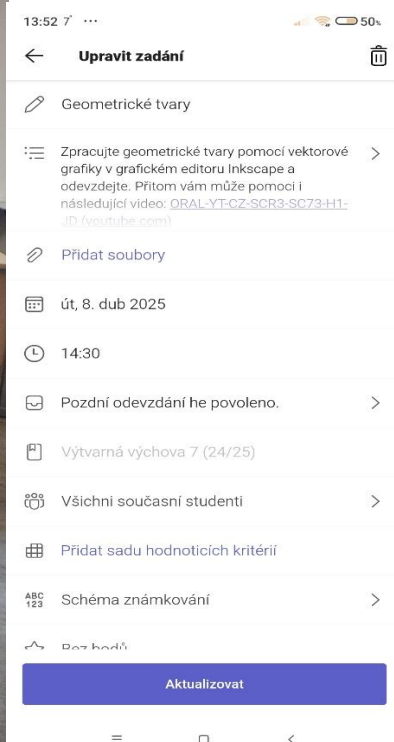 13:52 7° ...
50%
Upravit zadání
Geometrické tvary
Zpracujte geometrické tvary pomocí vektorové
grafiky v grafickém editoru Inkscape a
odevzdejte. Přitom vám může pomoci i
následující video: ORAL-YT-CZ-SCR3-SC73-H1-
JD (youtube.com)
Přidat soubory
út, 8. dub 2025
14:30
Pozdní odevzdání he povoleno.
Výtvarná výchova 7 (24/25)
Všichni současní studenti
Přidat sadu hodnoticích kritérií
ABC
123
Schéma známkování
Bez bodů
Aktualizovat